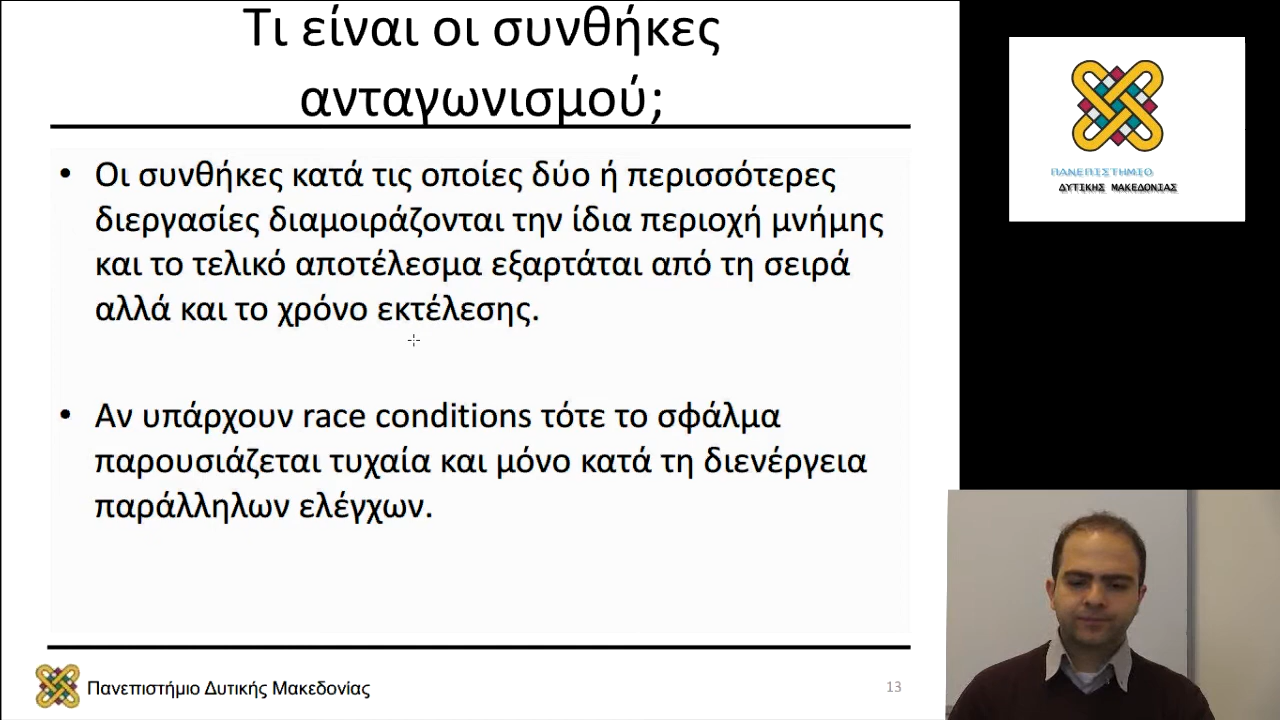 Τι είναι οι συνθήκες
ανταγωνισμού;
• Οι συνθήκες κατά τις οποίες δύο ή περισσότερες
διεργασίες διαμοιράζονται την ίδια περιοχή μνήμης
και το τελικό αποτέλεσμα εξαρτάται από τη σειρά
αλλά και το χρόνο εκτέλεσης.
• Αν υπάρχουν race conditions τότε το σφάλμα
παρουσιάζεται τυχαία και μόνο κατά τη διενέργεια
παράλληλων ελέγχων.
Πανεπιστήμιο Δυτικής Μακεδονίας
13
ΠΑΝΕΠΙΣΤΗΜΙΟ
ΔΥΤΙΚΗΣ ΜΑΚΕΔΟΝΙΑΣ